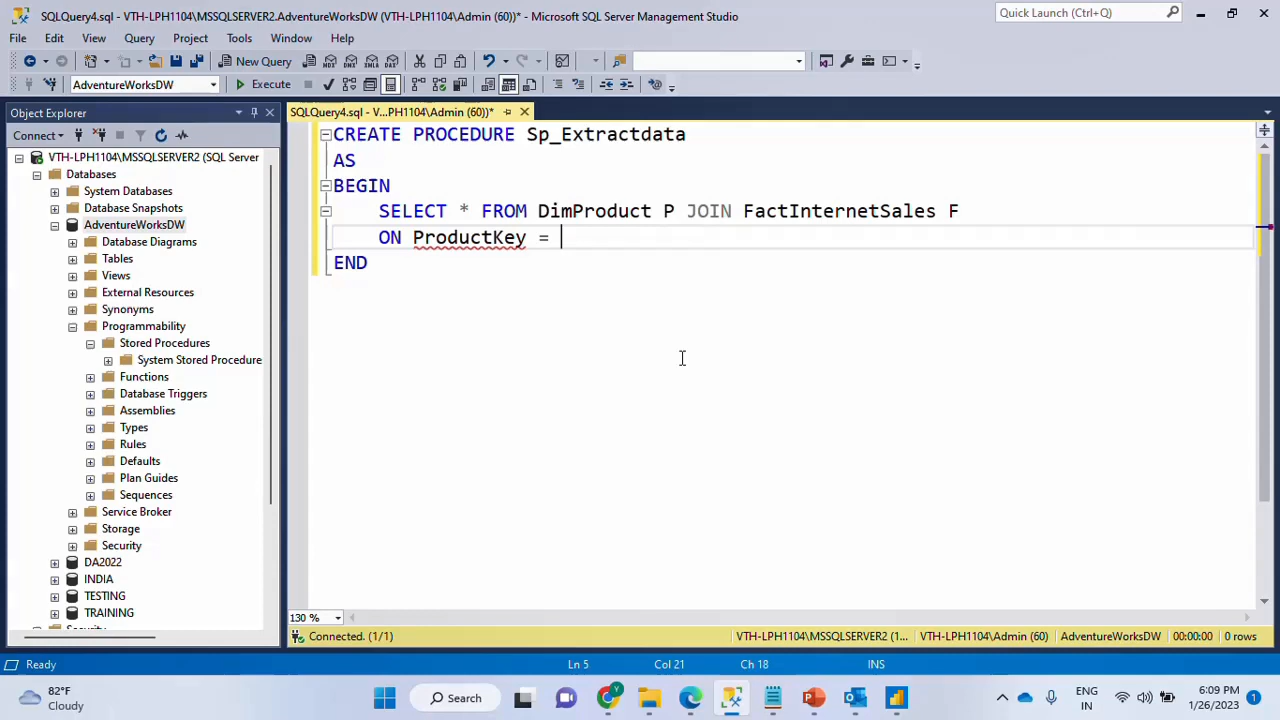 SQLQuery4.sql - VTH-LPH1104\MSSQLSERVER2.AdventureWorksDW (VTH-LPH1104\Admin (60))* - Microsoft SQL Server Management Studio
Quick Launch (Ctrl+Q)
File Edit View Query Project Tools Window Help
New Query MDX DMX XMLA DAX
AdventureWorksDW Execute
Object Explorer
SQLQuery4.sql - V...PH1104\Admin (60))*
Connect
VTH-LPH1104\MSSQLSERVER2 (SQL Server
Databases
System Databases
Database Snapshots
AdventureWorksDW
Database Diagrams
Tables
Views
External Resources
Synonyms
Programmability
Stored Procedures
System Stored Procedure
Functions
Database Triggers
Assemblies
Types
Rules
Defaults
Plan Guides
Sequences
Service Broker
Storage
Security
DA2022
INDIA
TESTING
TRAINING
CREATE PROCEDURE Sp_Extractdata
AS
BEGIN
SELECT * FROM DimProduct P JOIN FactInternetSales F
ON ProductKey =
END
130 %
Connected. (1/1) VTH-LPH1104\MSSQLSERVER2 (1... VTH-LPH1104\Admin (60) AdventureWorksDW 00:00:00 0 rows
Ready Ln 5 Col 21 Ch 18 INS
82°F
Cloudy
Search
ENG
IN
6:09 PM
1/26/2023